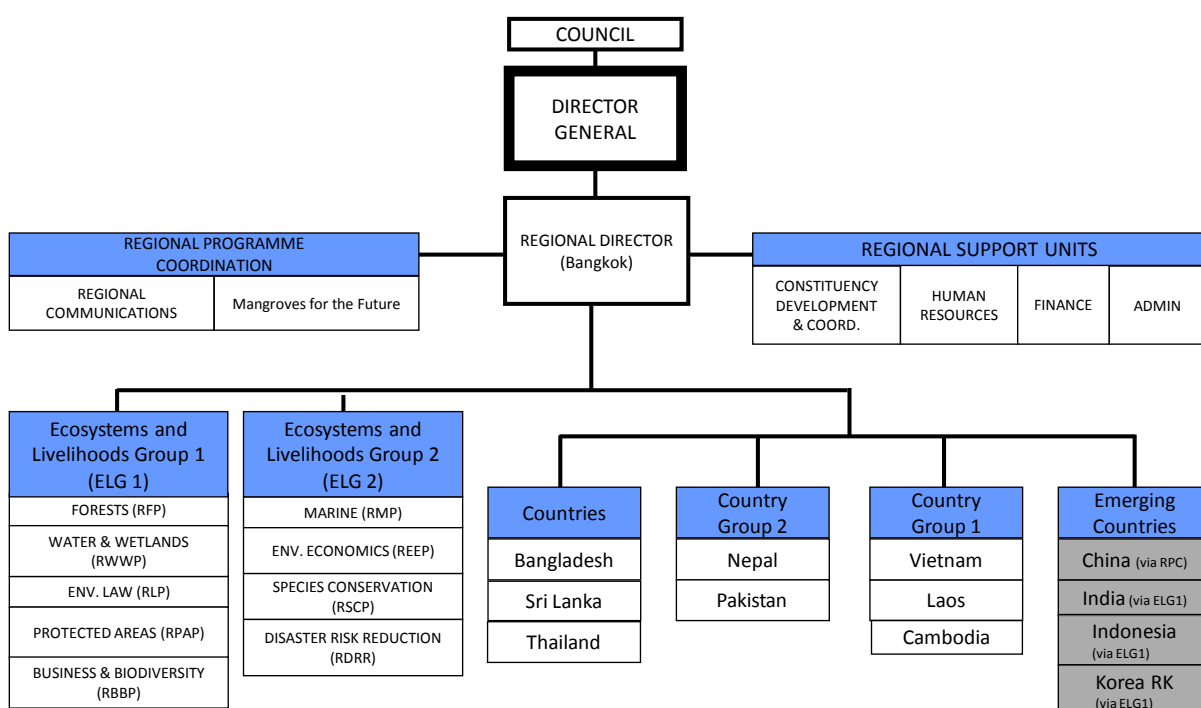 COUNCIL
DIRECTOR
GENERAL
REGIONAL DIRECTOR
(Bangkok)
REGIONAL PROGRAMME
COORDINATION
REGIONAL
COMMUNICATIONS
Mangroves for the Future
REGIONAL SUPPORT UNITS
CONSTITUENCY
DEVELOPMENT
& COORD.
HUMAN
RESOURCES
FINANCE
ADMIN
Ecosystems and
Livelihoods Group 1
(ELG 1)
FORESTS (RFP)
WATER & WETLANDS
(RWWP)
ENV. LAW (RLP)
PROTECTED AREAS (RPAP)
BUSINESS & BIODIVERSITY
(RBBP)
Ecosystems and
Livelihoods Group 2
(ELG 2)
MARINE (RMP)
ENV. ECONOMICS (REEP)
SPECIES CONSERVATION
(RSCP)
DISASTER RISK REDUCTION
(RDRR)
Countries
Bangladesh
Sri Lanka
Thailand
Country
Group 2
Nepal
Pakistan
Country
Group 1
Vietnam
Laos
Cambodia
Emerging
Countries
China (via RPC)
India (via ELG1)
Indonesia
(via ELG1)
Korea RK
(via ELG1)